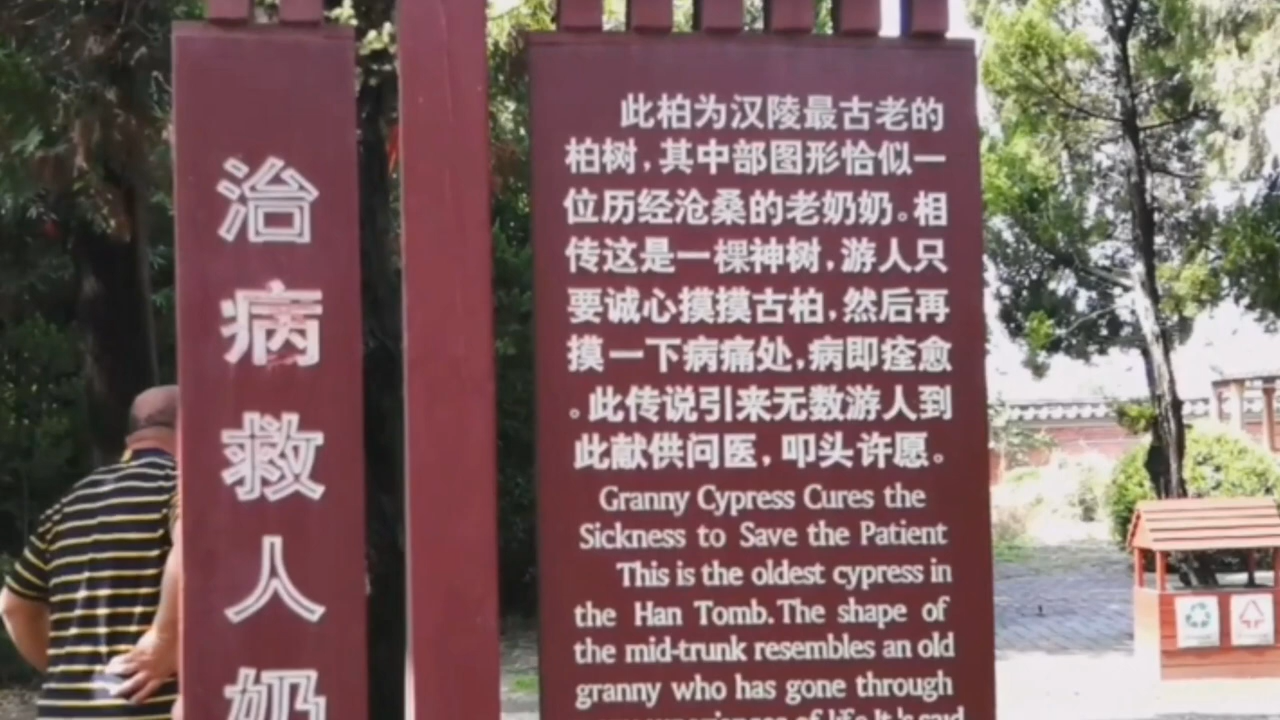 治病救人奶
此柏为汉陵最古老的
柏树,其中部图形恰似一
位历经沧桑的老奶奶。相
传这是一棵神树,游人只
要诚心摸摸古柏,然后再
摸一下病痛处,病即痊愈
。此传说引来无数游人到
此献供问医,叩头许愿。
Granny Cypress Cures the
Sickness to Save the Patient
This is the oldest cypress in
the Han Tomb.The shape of
the mid-trunk resembles an old
granny who has gone through
experiences of life.It's said